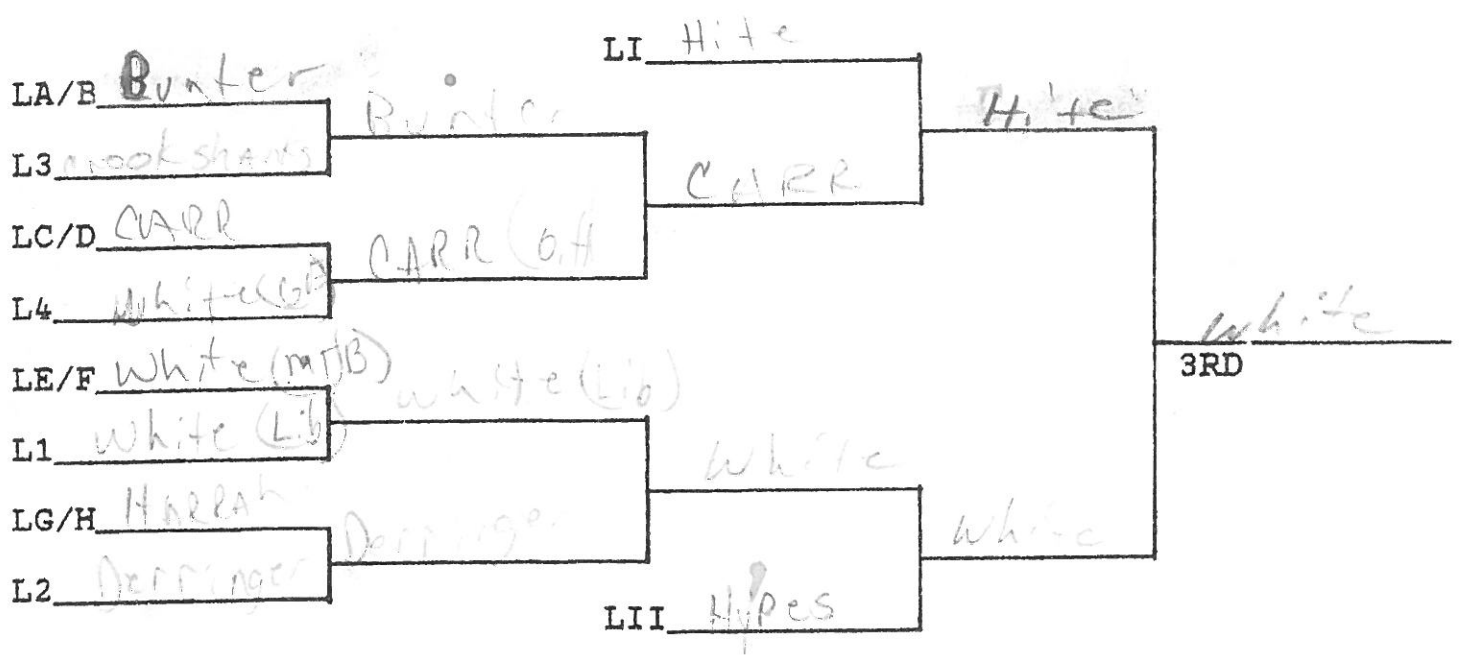 LI Hite
LA/B Bunter
Bunter
Hite
L3 Crookshanks
CARR
LC/D CARR
CARR
L4 White
White
3RD
LE/F White (MTB)
White (Lib)
L1 White (Lib)
White
LG/H HARRAH
Derringer
White
L2 Derringer
LII Hypes